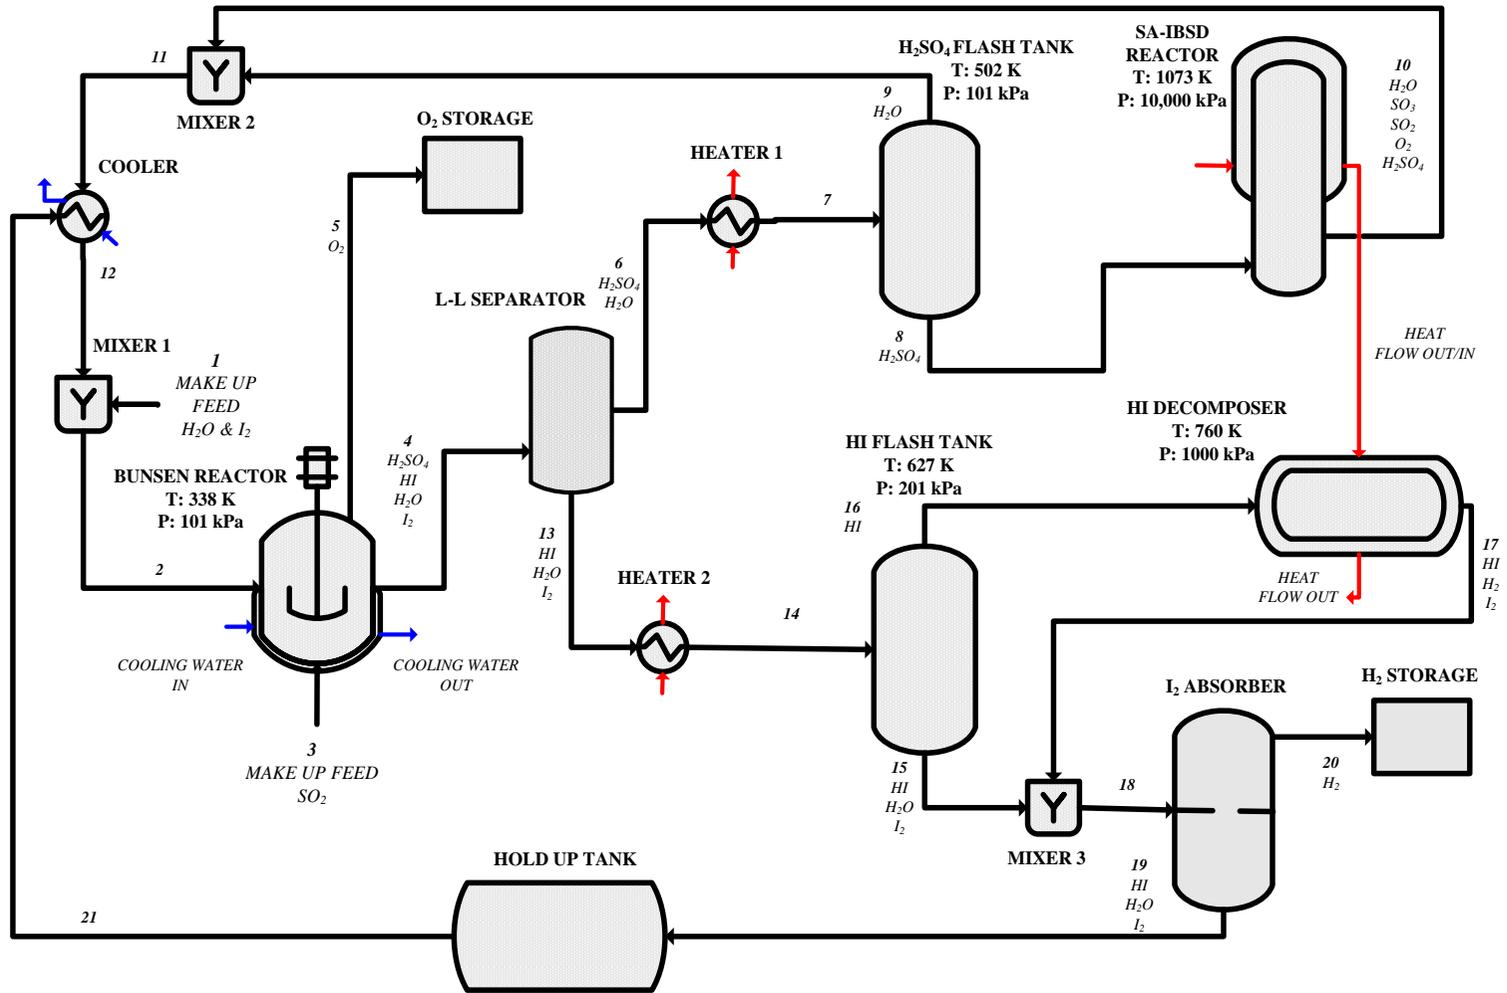 11
MIXER 2
COOLER
12
MIXER 1
1
MAKE UP
FEED
H₂O & I₂
O₂ STORAGE
5
O₂
HEATER 1
7
H₂SO₄ FLASH TANK
T: 502 K
P: 101 kPa
9
H₂O
SA-IBSD
REACTOR
T: 1073 K
P: 10,000 kPa
10
H₂O
SO₃
SO₂
O₂
H₂SO₄
L-L SEPARATOR
6
H₂SO₄
H₂O
8
H₂SO₄
HEAT
FLOW OUT/IN
BUNSEN REACTOR
T: 338 K
P: 101 kPa
2
4
H₂SO₄
HI
H₂O
I₂
COOLING WATER
IN
COOLING WATER
OUT
3
MAKE UP FEED
SO₂
13
HI
H₂O
I₂
HEATER 2
14
HI FLASH TANK
T: 627 K
P: 201 kPa
16
HI
HI DECOMPOSER
T: 760 K
P: 1000 kPa
HEAT
FLOW OUT
17
HI
H₂
I₂
15
HI
H₂O
I₂
MIXER 3
18
I₂ ABSORBER
H₂ STORAGE
20
H₂
19
HI
H₂O
I₂
HOLD UP TANK
21